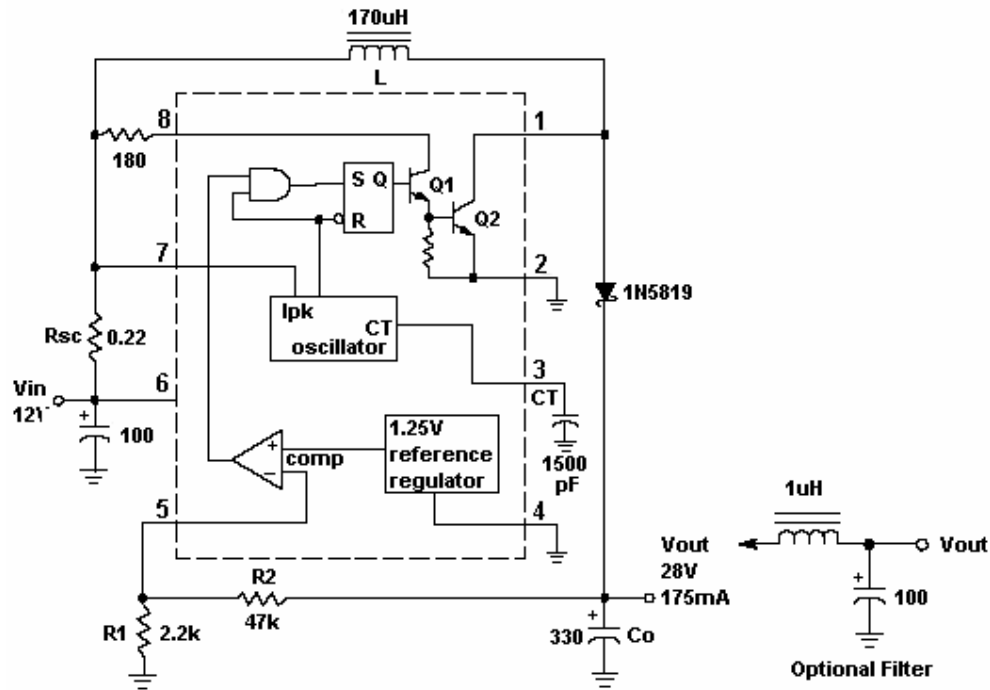 170uH
L
8
1
180
S Q
R
Q1
Q2
7
2
1N5819
Ipk
CT
oscillator
Rsc
0.22
3
CT
Vin
6
100
1500
pF
1.25V
reference
regulator
comp
+
−
5
4
1uH
Vout
28V
175mA
Vout
R2
47k
R1
2.2k
+
330
Co
+
100
Optional Filter